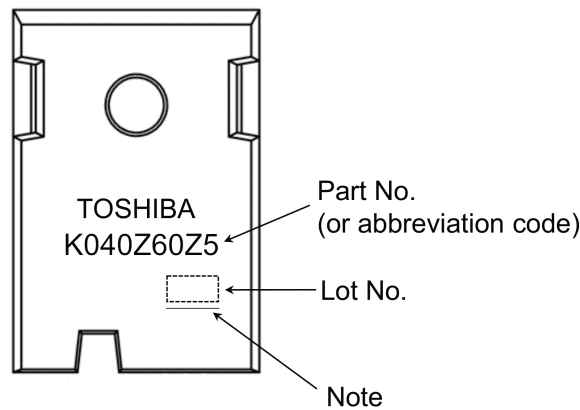 TOSHIBA
K040Z60Z5
Part No.
(or abbreviation code)
Lot No.
Note